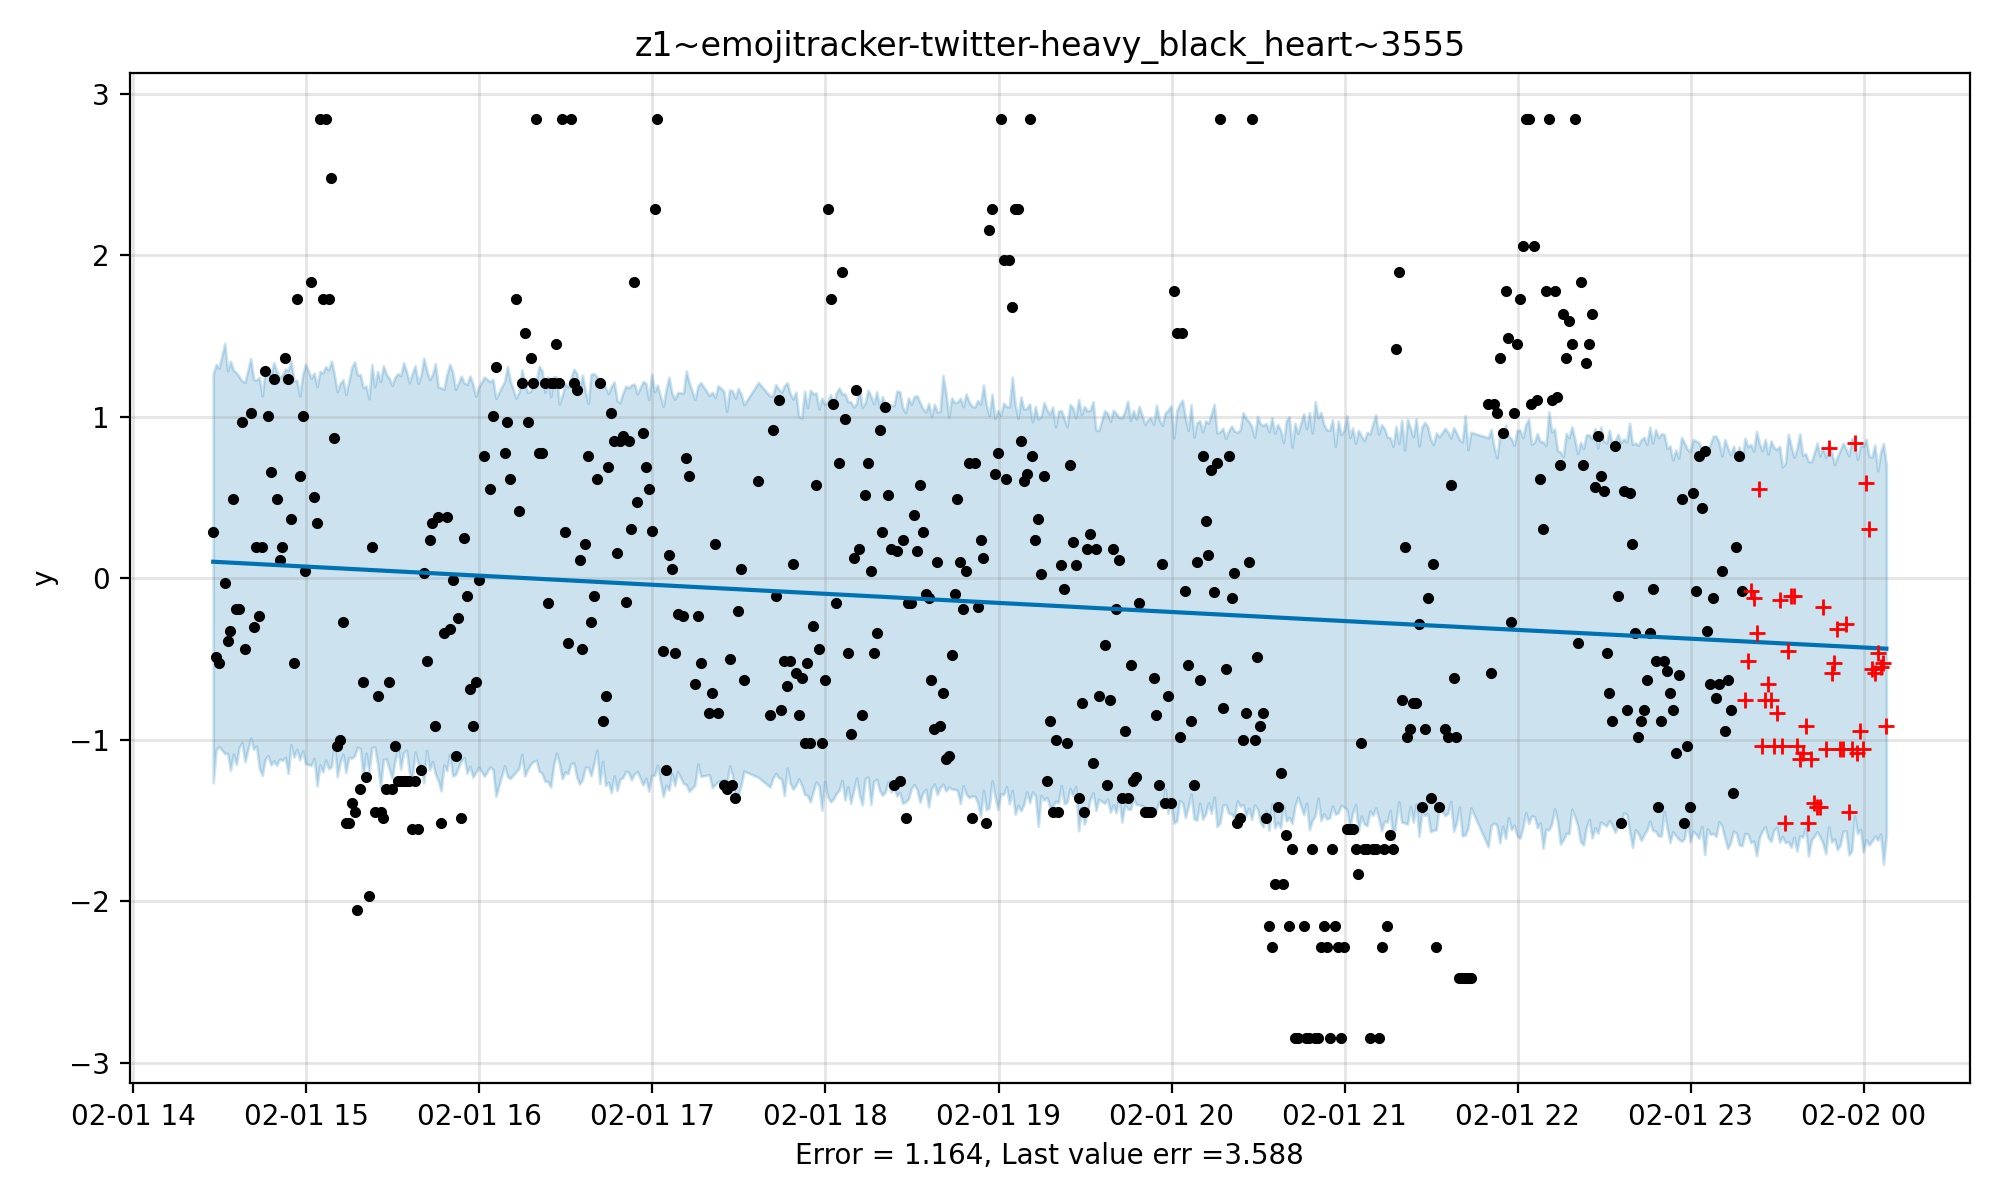 z1~emojitracker-twitter-heavy_black_heart~3555
3
2
1
0
−1
−2
−3
y
02-01 14 02-01 15 02-01 16 02-01 17 02-01 18 02-01 19 02-01 20 02-01 21 02-01 22 02-01 23 02-02 00
Error = 1.164, Last value err =3.588